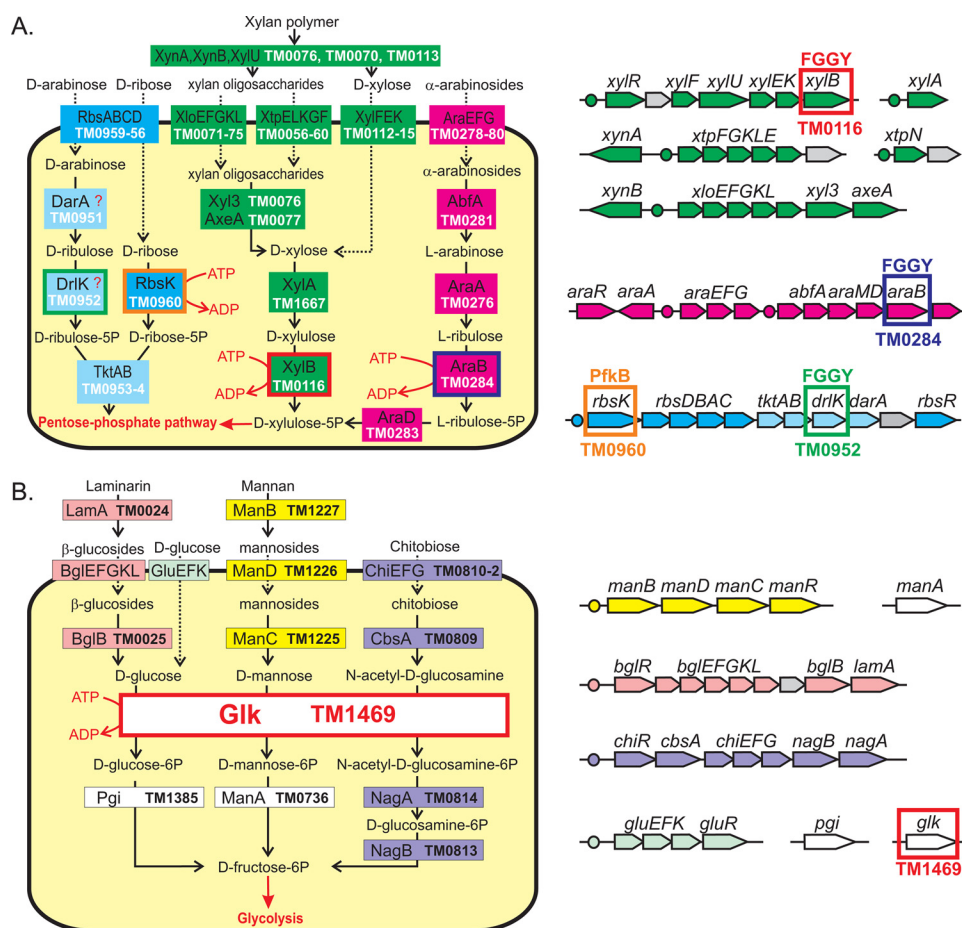 A.
Xylan polymer
XynA,XynB,XylU TM0076, TM0070, TM0113
D-arabinose
D-ribose
xylan oligosaccharides
D-xylose
α-arabinosides
RbsABCD
TM0959-56
XloEFGKL
TM0071-75
XtpELKGF
TM0056-60
XylFEK
TM0112-15
AraEFG
TM0278-80
D-arabinose
xylan oligosaccharides
α-arabinosides
DarA ?
TM0951
Xyl3 TM0076
AxeA TM0077
AbfA
TM0281
D-ribulose
D-ribose
D-xylose
L-arabinose
DrlK ?
TM0952
RbsK
TM0960
ATP
ADP
XylA
TM1667
AraA
TM0276
D-ribulose-5P
D-ribose-5P
D-xylulose
L-ribulose
TktAB
TM0953-4
ATP
ADP
XylB
TM0116
ATP
ADP
AraB
TM0284
Pentose-phosphate pathway
D-xylulose-5P
AraD
TM0283
L-ribulose-5P
FGGY
xylR xylF xylU xylEK xylB xylA
TM0116
xynA xtpFGKLE xtpN
xynB xloEFGKL xyl3 axeA
FGGY
araR araA araEFG abfA araMD araB
TM0284
PfkB FGGY
rbsK rbsDBAC tktAB drlK darA rbsR
TM0960 TM0952
B.
Laminarin
Mannan
LamA TM0024
ManB TM1227
β-glucosides
D-glucose
mannosides
Chitobiose
BglEFGKL
GluEFK
ManD TM1226
ChiEFG TM0810-2
β-glucosides
mannosides
chitobiose
BglB TM0025
ManC TM1225
CbsA TM0809
D-glucose
D-mannose
N-acetyl-D-glucosamine
ATP
ADP
Glk TM1469
D-glucose-6P
D-mannose-6P
N-acetyl-D-glucosamine-6P
Pgi TM1385
ManA TM0736
NagA TM0814
D-glucosamine-6P
NagB TM0813
D-fructose-6P
Glycolysis
manB manD manC manR manA
bglR bglEFGKL bglB lamA
chiR cbsA chiEFG nagB nagA
gluEFK gluR pgi glk
TM1469